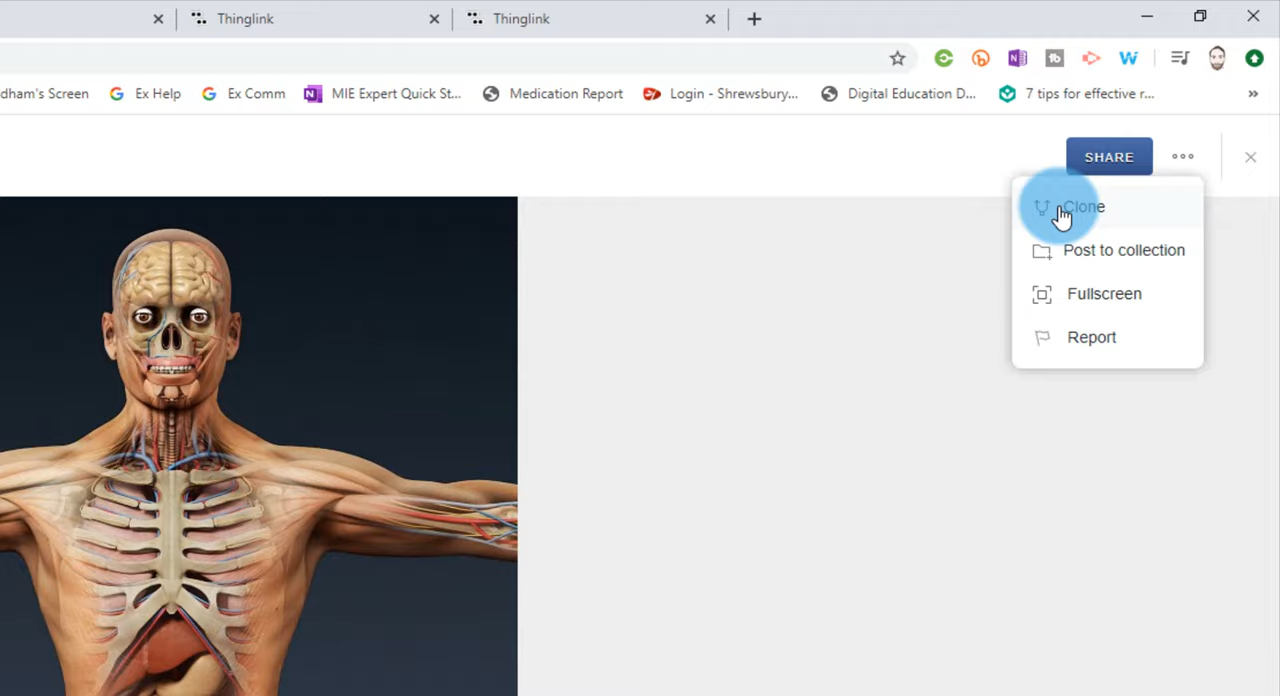 Thinglink Thinglink
dham's Screen Ex Help Ex Comm MIE Expert Quick St... Medication Report Login - Shrewsbury... Digital Education D... 7 tips for effective r... »
SHARE
Clone
Post to collection
Fullscreen
Report